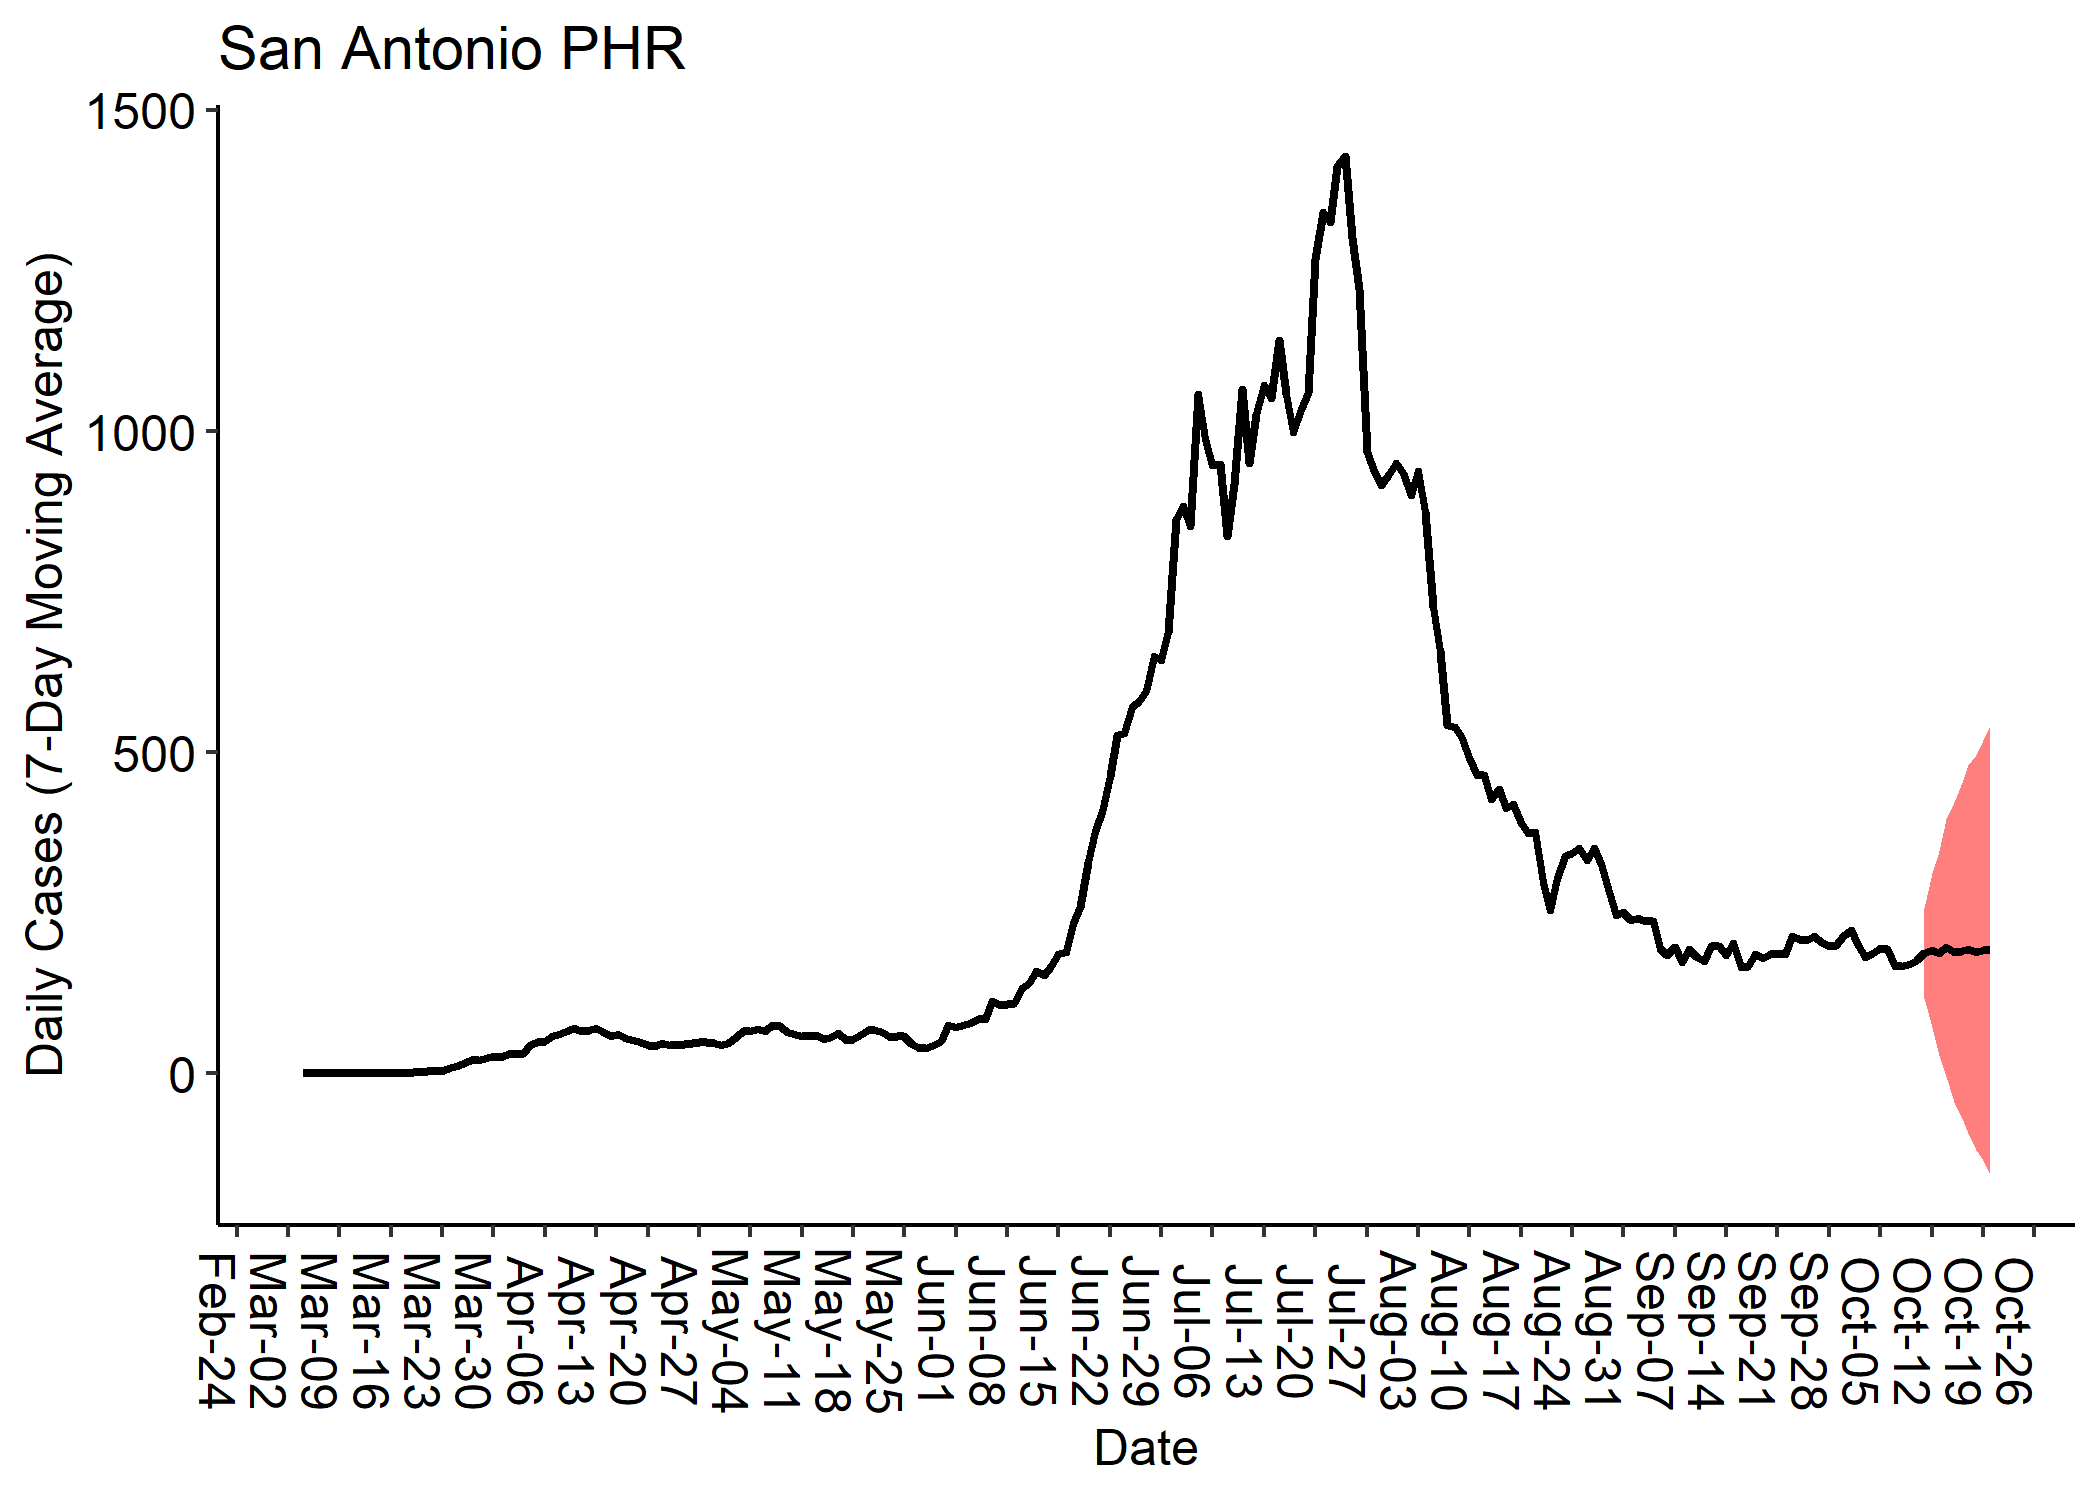 San Antonio PHR
Daily Cases (7-Day Moving Average)
1500
1000
500
0
Feb-24
Mar-02
Mar-09
Mar-16
Mar-23
Mar-30
Apr-06
Apr-13
Apr-20
Apr-27
May-04
May-11
May-18
May-25
Jun-01
Jun-08
Jun-15
Jun-22
Jun-29
Jul-06
Jul-13
Jul-20
Jul-27
Aug-03
Aug-10
Aug-17
Aug-24
Aug-31
Sep-07
Sep-14
Sep-21
Sep-28
Oct-05
Oct-12
Oct-19
Oct-26
Date